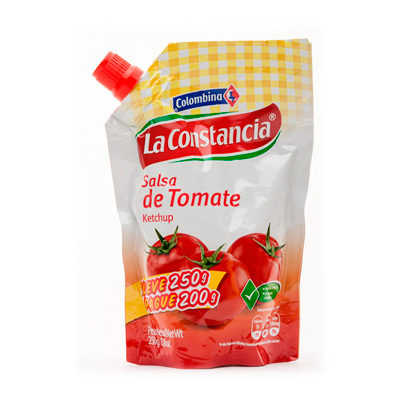 Colombina
La Constancia®
Salsa
de Tomate
Ketchup
LLEVE 250g
PAGUE 200g